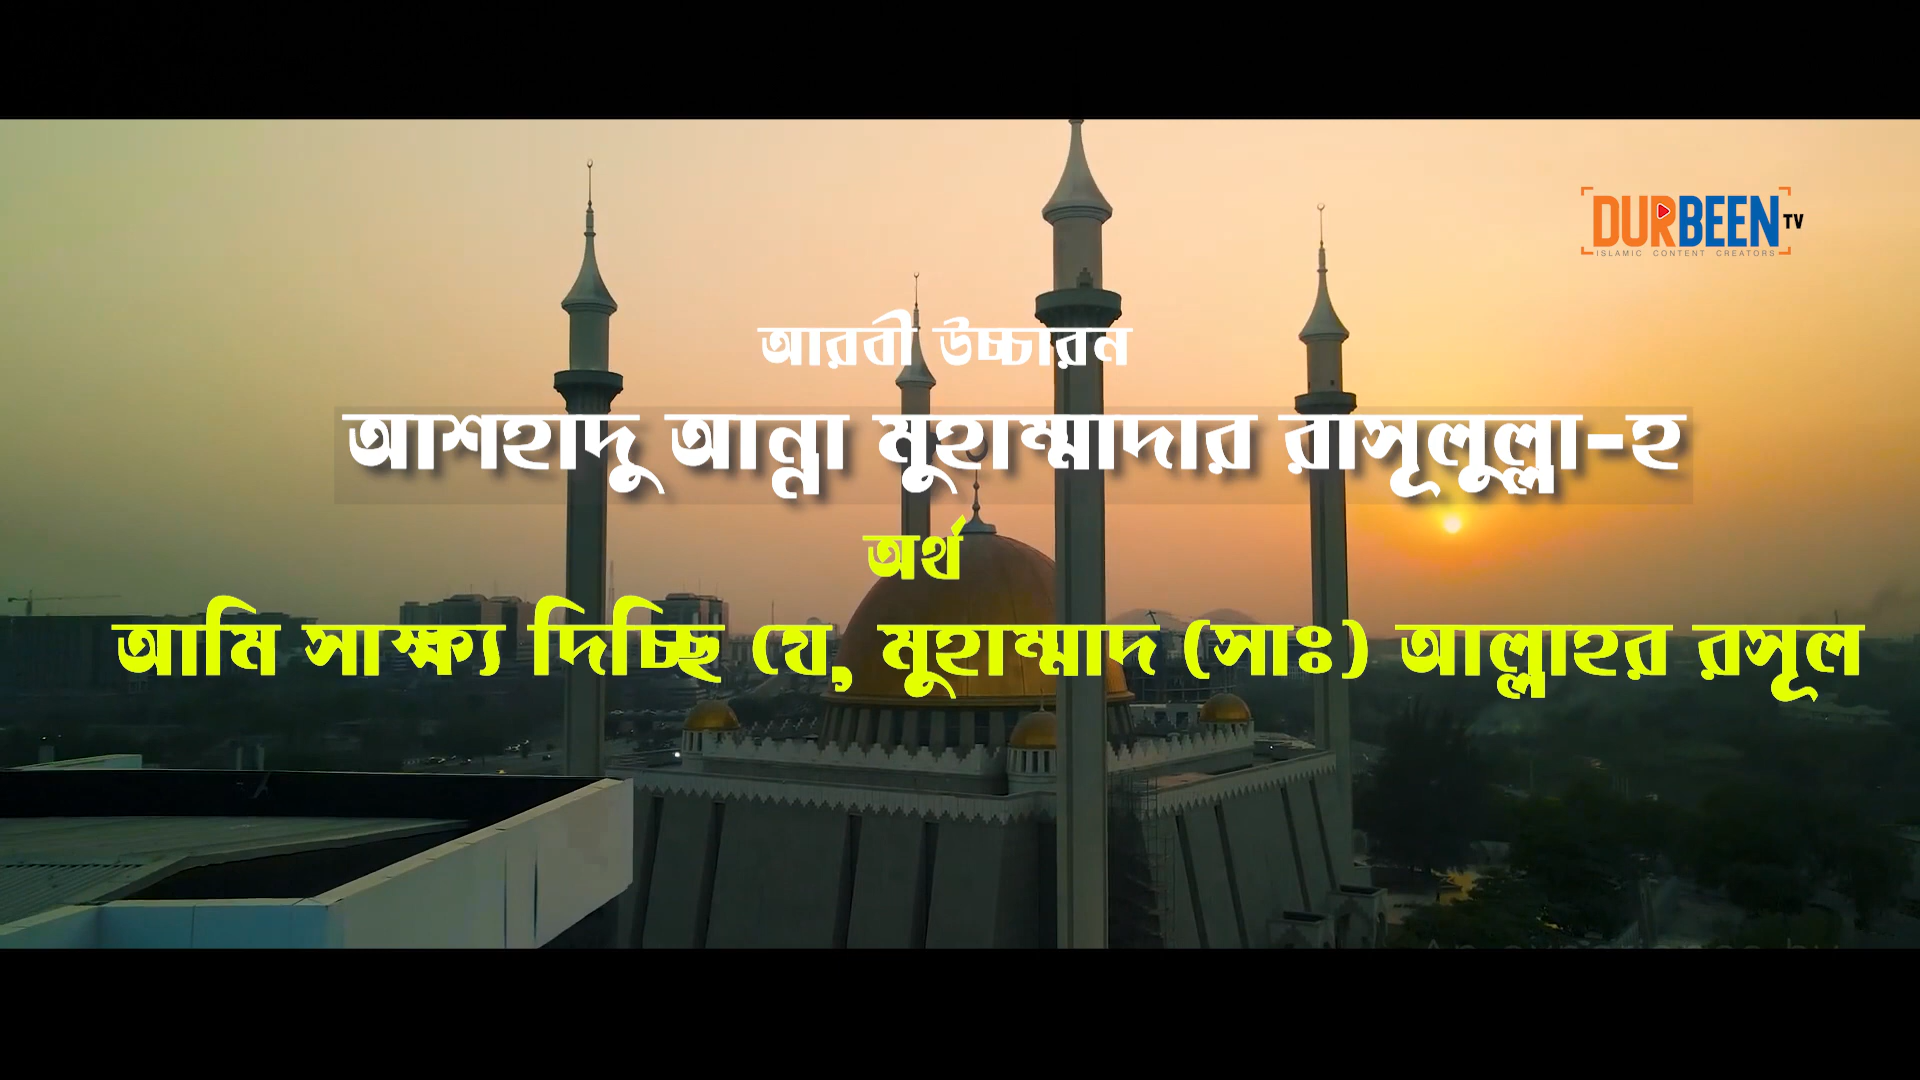 DURBEEN TV
ISLAMIC CONTENT CREATORS
আরবী উচ্চারন
আশহাদু আন্না মুহাম্মাদার রাসূলুল্লা-হ
অর্থ
আমি সাক্ষ্য দিচ্ছি যে, মুহাম্মাদ (সাঃ) আল্লাহর রসূল